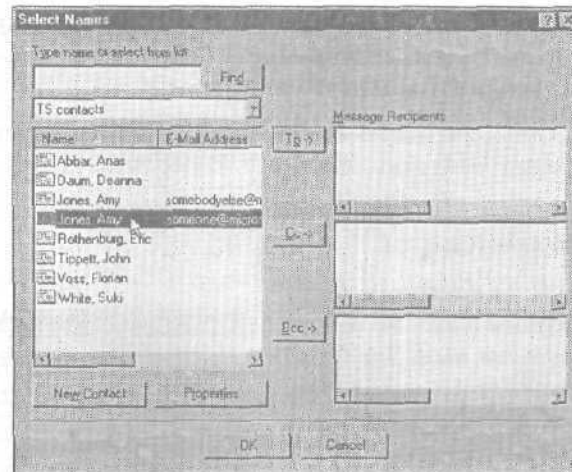 Select Names
Type name or select from list:
Find
TS contacts
Message Recipients
Name E-Mail Address
To ->
Abbar, Anas
Daum, Deanna
Jones, Amy somebodyelse@n
Jones, Amy someone@micros
Rothenburg, Eric
Cc ->
Tippett, John
Voss, Florian
White, Suki
Bcc ->
New Contact Properties
OK Cancel